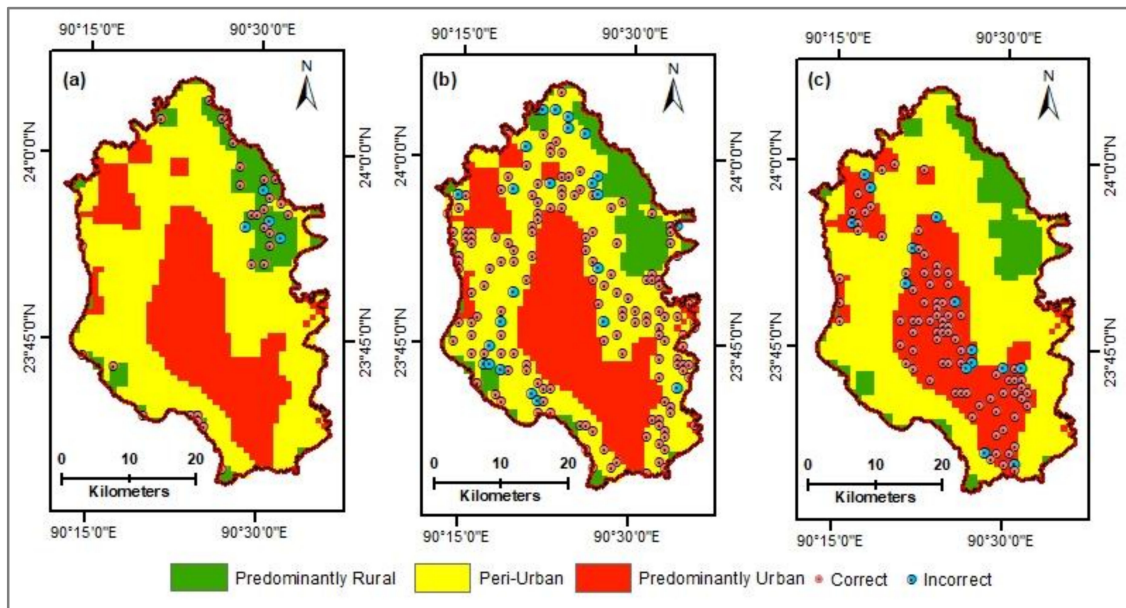 90°15'0"E 90°30'0"E
90°15'0"E 90°30'0"E
90°15'0"E 90°30'0"E
(a) N
(b) N
(c) N
24°0'0"N
24°0'0"N
24°0'0"N
24°0'0"N
23°45'0"N
23°45'0"N
23°45'0"N
23°45'0"N
0 10 20
Kilometers
0 10 20
Kilometers
0 10 20
Kilometers
90°15'0"E 90°30'0"E
90°15'0"E 90°30'0"E
90°15'0"E 90°30'0"E
Predominantly Rural Peri-Urban Predominantly Urban Correct Incorrect